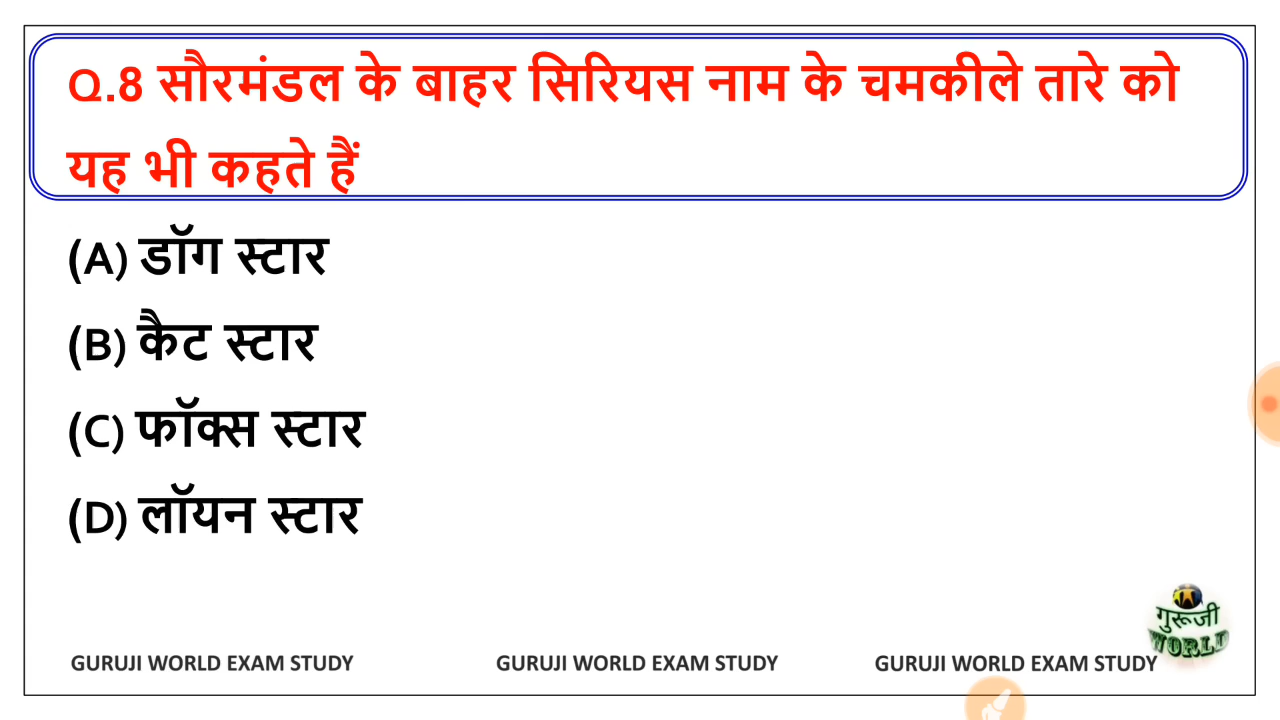 Q.8 सौरमंडल के बाहर सिरियस नाम के चमकीले तारे को
यह भी कहते हैं
(A) डॉग स्टार
(B) कैट स्टार
(C) फॉक्स स्टार
(D) लॉयन स्टार
गुरूजी
WORLD
GURUJI WORLD EXAM STUDY GURUJI WORLD EXAM STUDY GURUJI WORLD EXAM STUDY